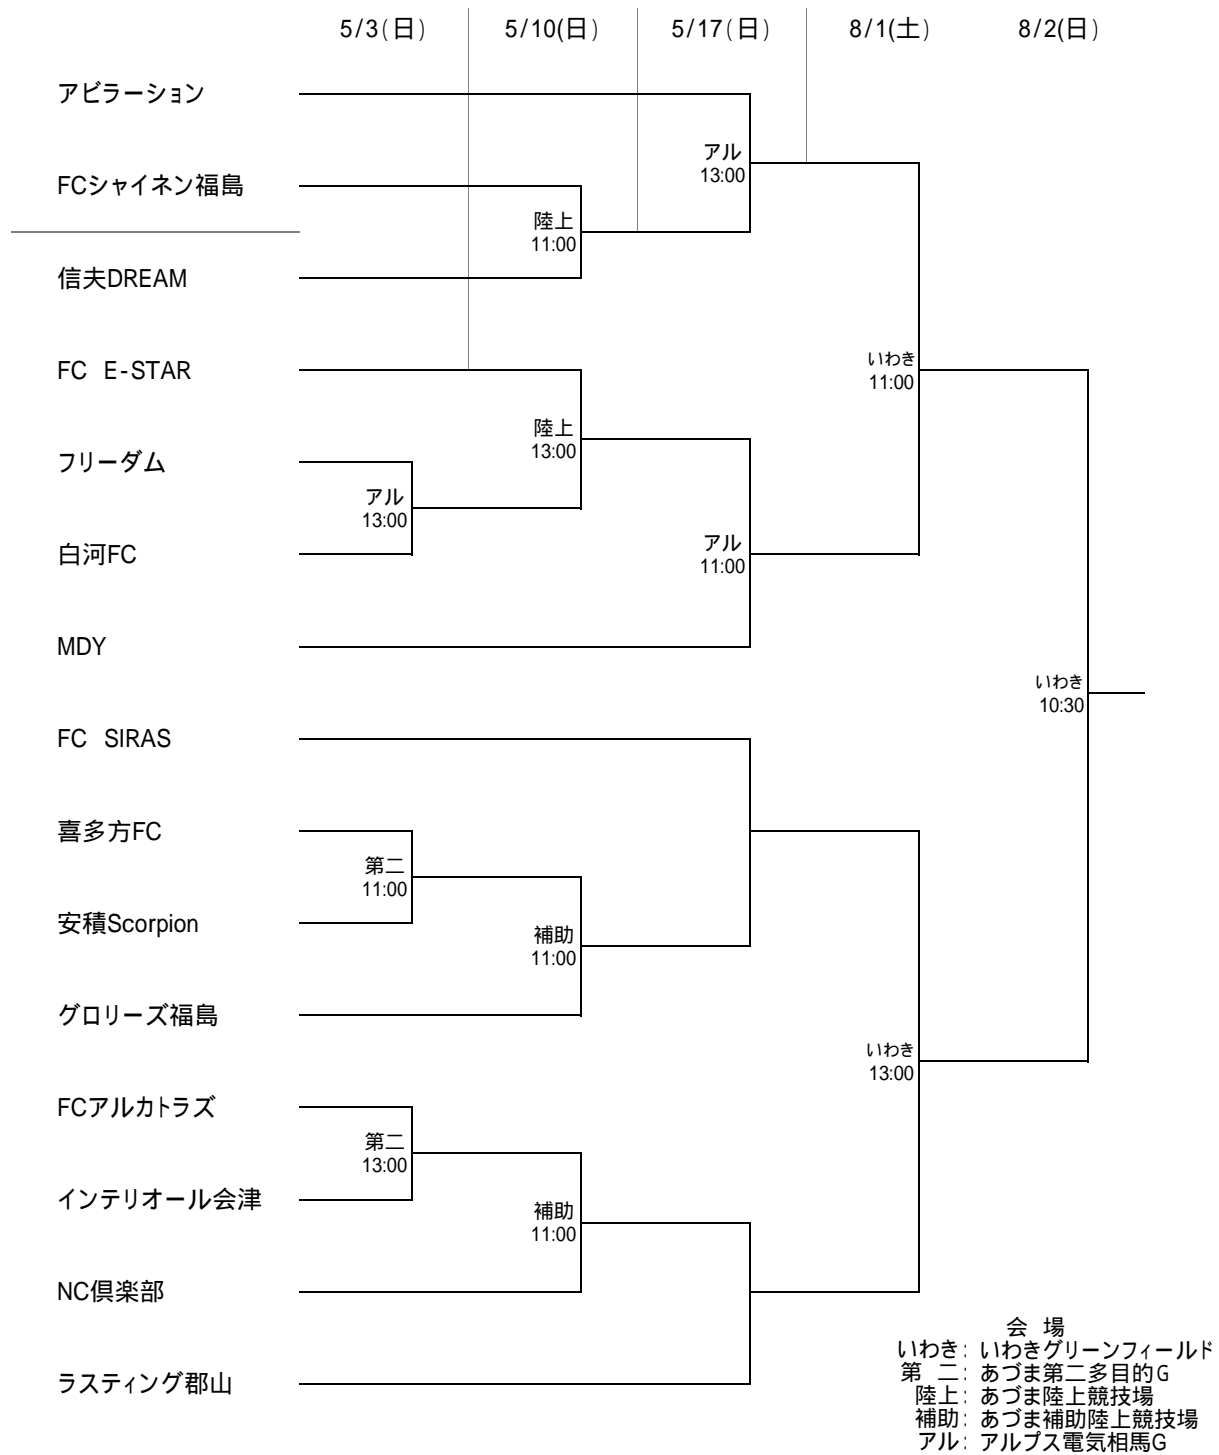 5/3(日) 5/10(日) 5/17(日) 8/1(土) 8/2(日)
アビラーション
アル
13:00
FCシャイネン福島
陸上
11:00
信夫DREAM
いわき
11:00
FC E-STAR
陸上
13:00
フリーダム
アル
13:00
アル
11:00
白河FC
MDY
いわき
10:30
FC SIRAS
喜多方FC
第二
11:00
安積Scorpion
補助
11:00
グロリーズ福島
いわき
13:00
FCアルカトラズ
第二
13:00
インテリオール会津
補助
11:00
NC倶楽部
ラスティング郡山
会 場
いわき: いわきグリーンフィールド
第 二: あづま第二多目的G
陸上: あづま陸上競技場
補助: あづま補助陸上競技場
アル: アルプス電気相馬G